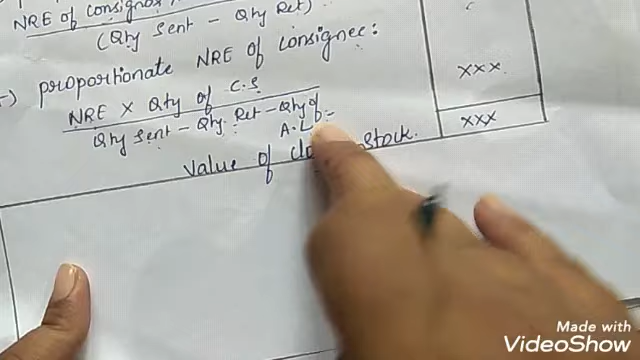 NRE of consignor
(Qty Sent - Qty Ret)
proportionate NRE of consignee:
NRE X Qty of C.S
xxx
Qty Sent - Qty Ret - Qty of
A.L
xxx
Value of stock.
Made with
VideoShow